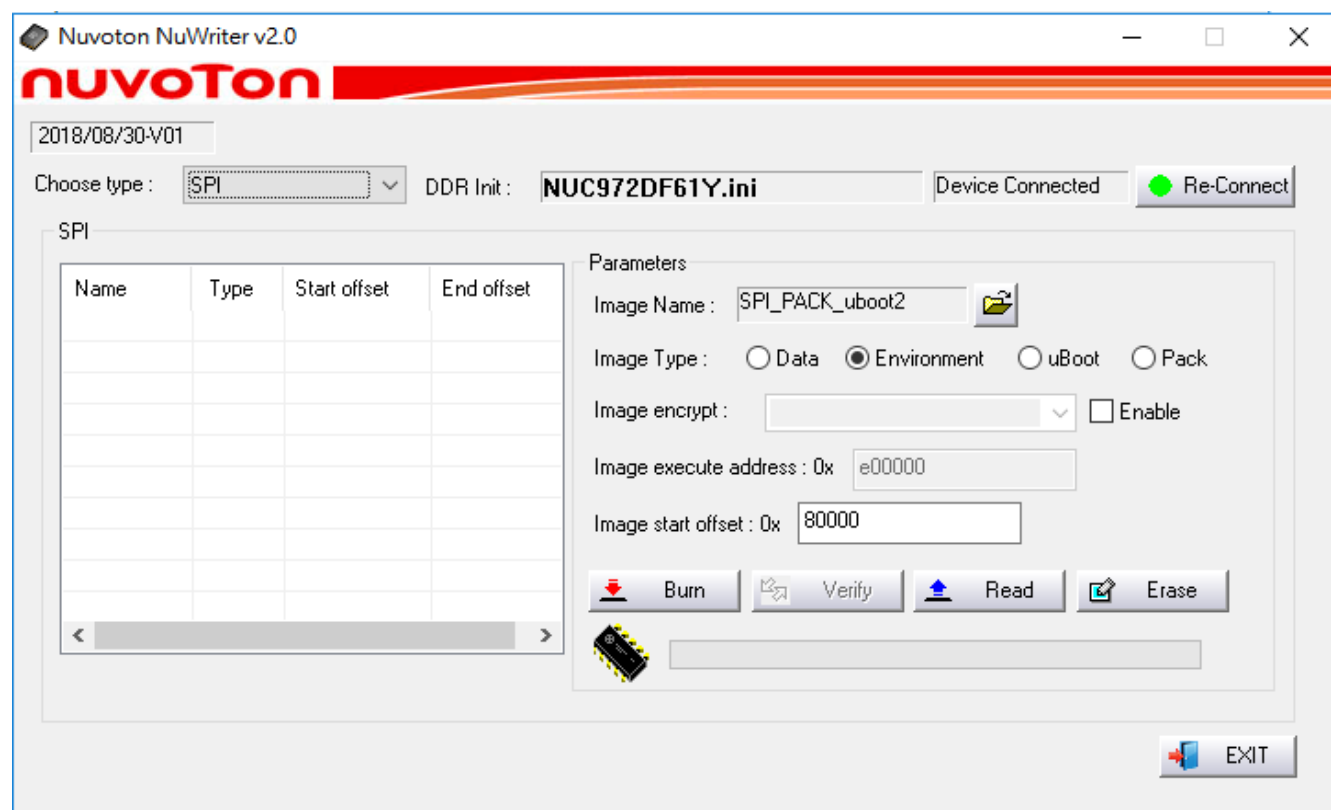 Nuvoton NuWriter v2.0
nuvoTon
2018/08/30-V01
Choose type : SPI DDR Init : NUC972DF61Y.ini Device Connected Re-Connect
SPI
Name Type Start offset End offset
Parameters
Image Name : SPI_PACK_uboot2
Image Type : Data Environment uBoot Pack
Image encrypt : Enable
Image execute address : 0x e00000
Image start offset : 0x 80000
Burn Verify Read Erase
EXIT